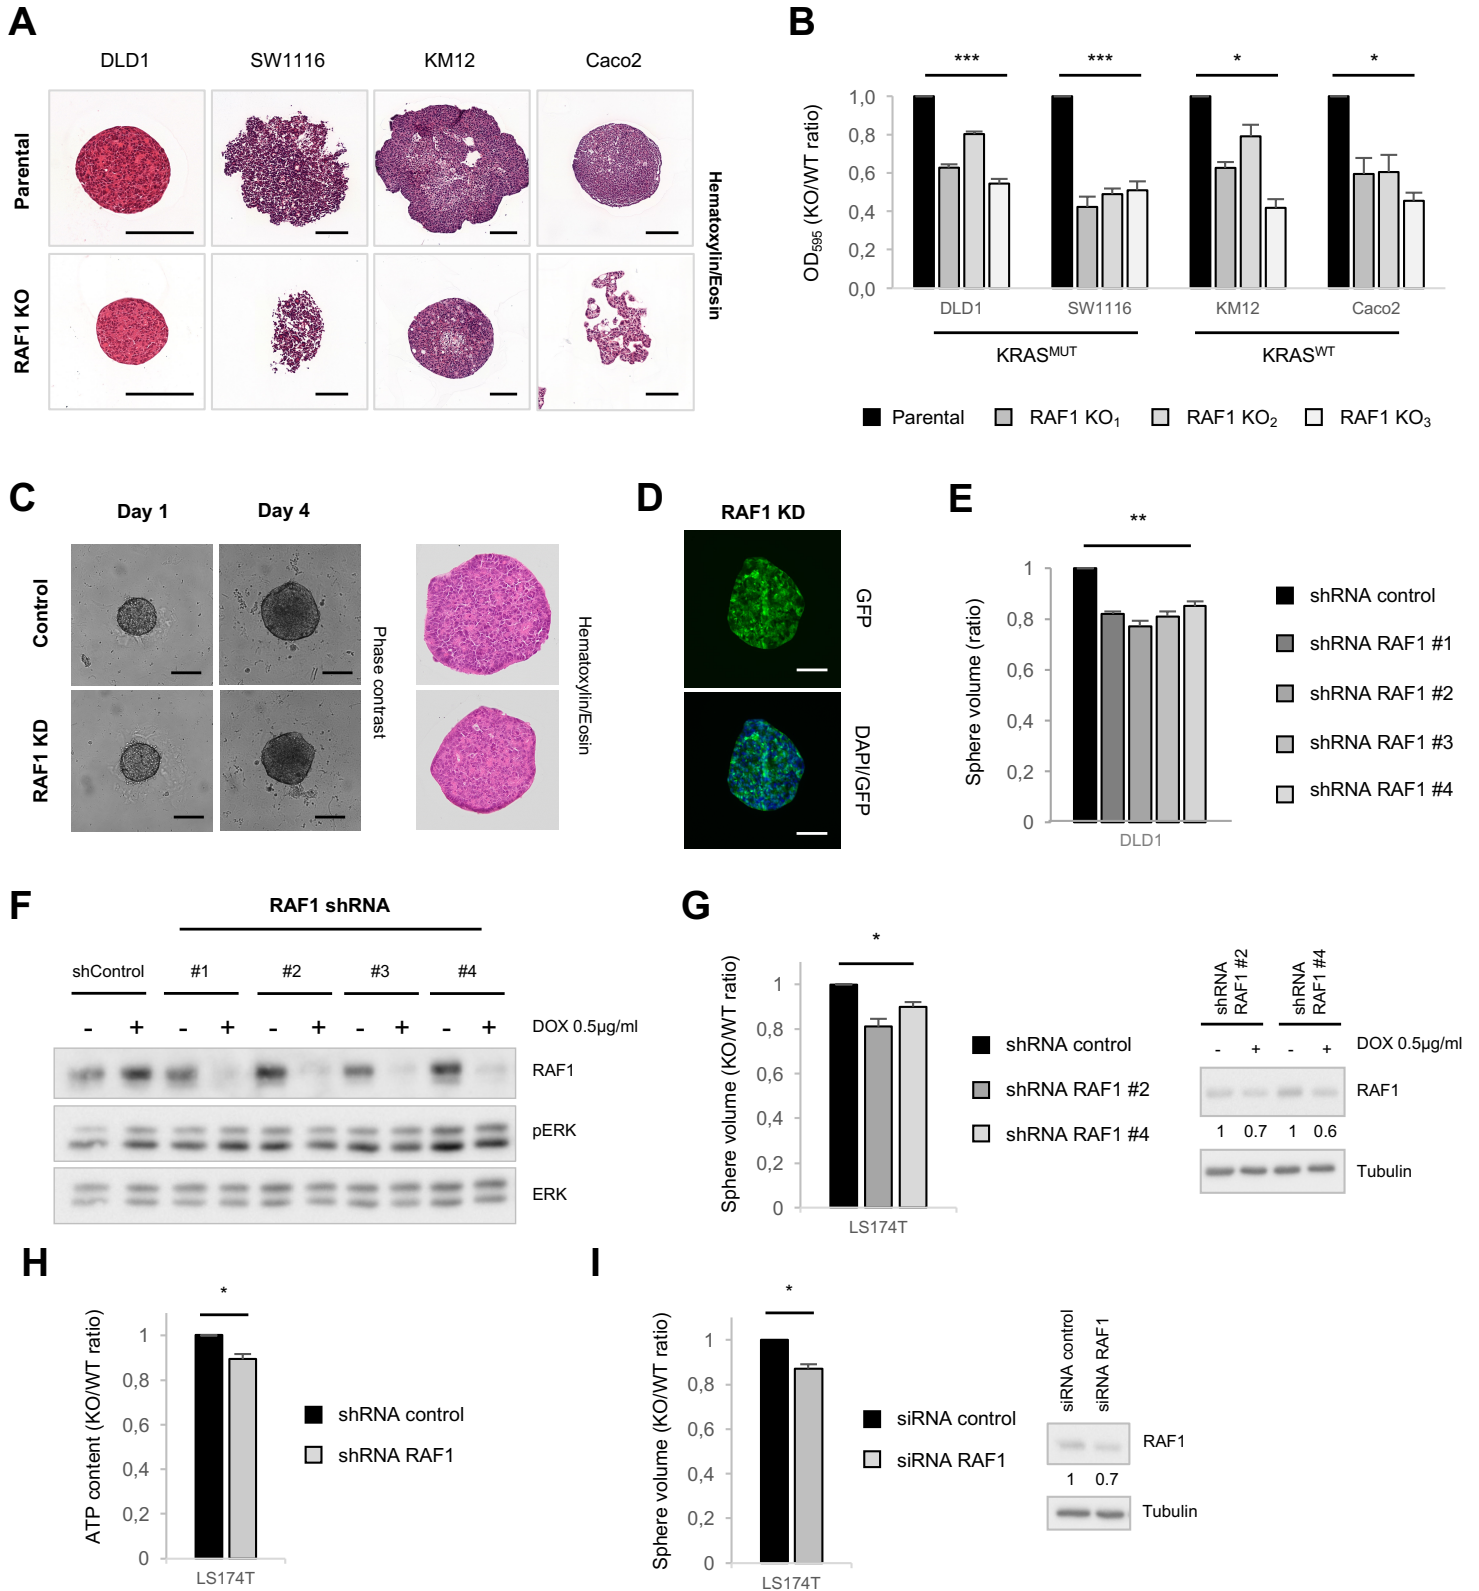 A
DLD1 SW1116 KM12 Caco2
Parental
RAF1 KO
Hematoxylin/Eosin
B
*** *** * *
OD595 (KO/WT ratio)
1,0
0,8
0,6
0,4
0,2
0,0
DLD1 SW1116 KM12 Caco2
KRASMUT KRASWT
Parental RAF1 KO1 RAF1 KO2 RAF1 KO3
C
Day 1 Day 4
Control
RAF1 KD
Phase contrast
Hematoxylin/Eosin
D
RAF1 KD
GFP
DAPI/GFP
E
**
Sphere volume (ratio)
1
0,8
0,6
0,4
0,2
0
DLD1
shRNA control
shRNA RAF1 #1
shRNA RAF1 #2
shRNA RAF1 #3
shRNA RAF1 #4
F
RAF1 shRNA
shControl #1 #2 #3 #4
- + - + - + - + - + DOX 0.5µg/ml
RAF1
pERK
ERK
G
*
Sphere volume (KO/WT ratio)
1
0,8
0,6
0,4
0,2
0
LS174T
shRNA control
shRNA RAF1 #2
shRNA RAF1 #4
shRNA
RAF1 #2
shRNA
RAF1 #4
- + - + DOX 0.5µg/ml
RAF1
1 0.7 1 0.6
Tubulin
H
*
ATP content (KO/WT ratio)
1
0,8
0,6
0,4
0,2
0
LS174T
shRNA control
shRNA RAF1
I
*
Sphere volume (KO/WT ratio)
1
0,8
0,6
0,4
0,2
0
LS174T
siRNA control
siRNA RAF1
siRNA control
siRNA RAF1
RAF1
1 0.7
Tubulin